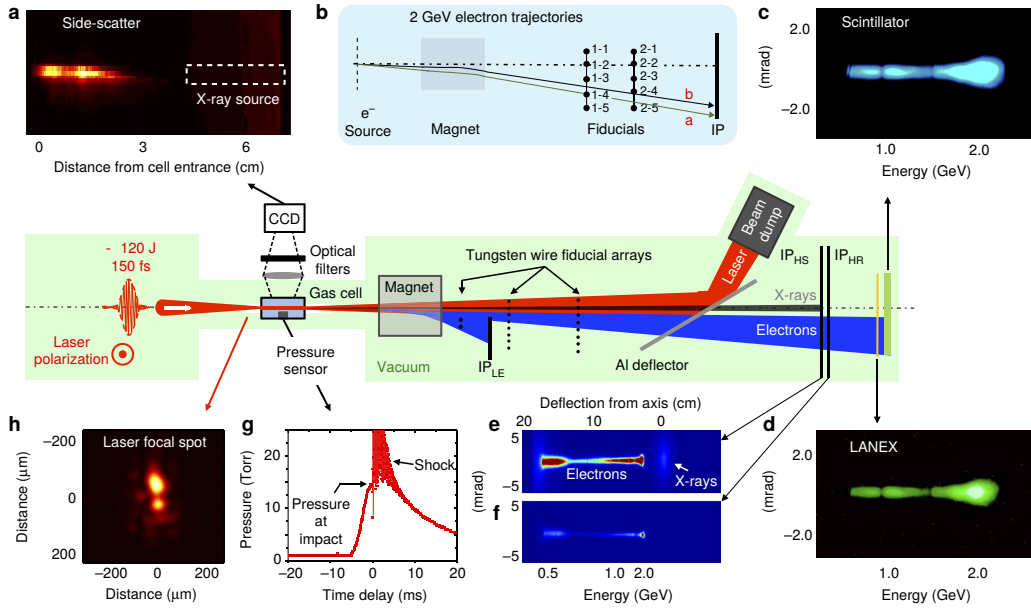 a
Side-scatter
X-ray source
0
3
6
Distance from cell entrance (cm)
b
2 GeV electron trajectories
1-1
1-2
1-3
1-4
1-5
2-1
2-2
2-3
2-4
2-5
b
a
e−
Source
Magnet
Fiducials
IP
c
Scintillator
(mrad)
2.0
−2.0
1.0
2.0
Energy (GeV)
CCD
Optical
filters
Gas cell
- 120 J
150 fs
Laser
polarization
Pressure
sensor
Magnet
Vacuum
Tungsten wire fiducial arrays
IPLE
Laser
Beam
dump
Al deflector
IPHS
IPHR
X-rays
Electrons
h
Laser focal spot
Distance (μm)
−200
0
200
−200
0
200
Distance (μm)
g
Pressure (Torr)
20
10
0
Shock
Pressure
at
impact
−20
−10
0
10
20
Time delay (ms)
Deflection from axis (cm)
20
10
0
e
5
−5
(mrad)
Electrons
X-rays
f
5
−5
0.5
1.0
2.0
Energy (GeV)
d
LANEX
(mrad)
2.0
−2.0
1.0
2.0
Energy (GeV)